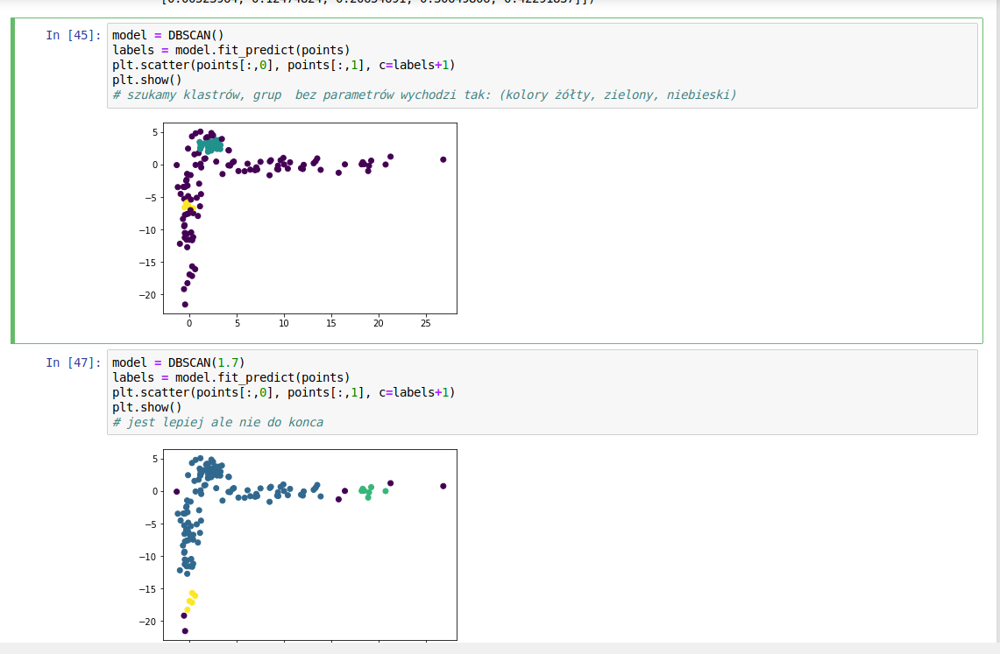 In [45]:
model = DBSCAN()
labels = model.fit_predict(points)
plt.scatter(points[:,0], points[:,1], c=labels+1)
plt.show()
# szukamy klastrów, grup  bez parametrów wychodzi tak: (kolory żółty, zielony, niebieski)
5
0
−5
−10
−15
−20
0 5 10 15 20 25
In [47]:
model = DBSCAN(1.7)
labels = model.fit_predict(points)
plt.scatter(points[:,0], points[:,1], c=labels+1)
plt.show()
# jest lepiej ale nie do konca
5
0
−5
−10
−15
−20